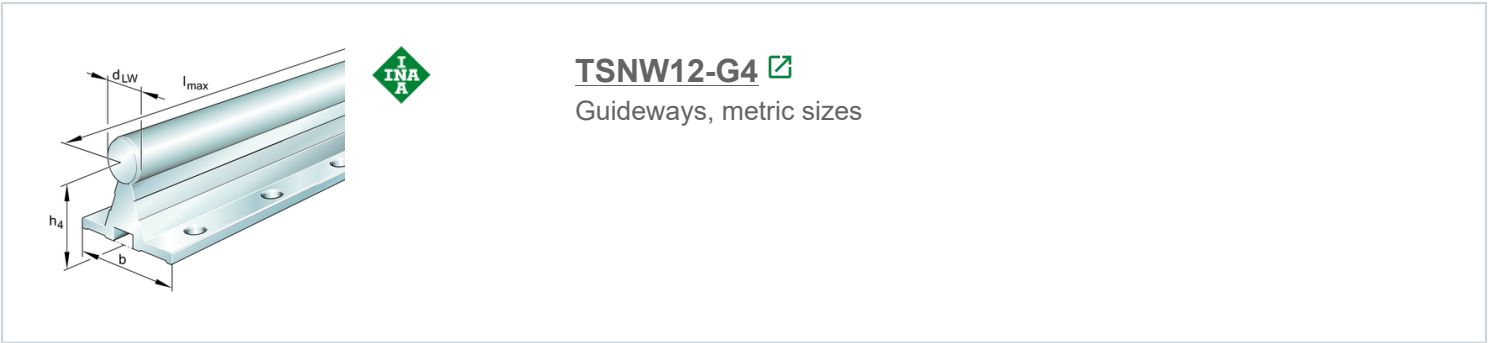 d LW
l max
h4
b
I
INA
A
TSNW12-G4
Guideways, metric sizes